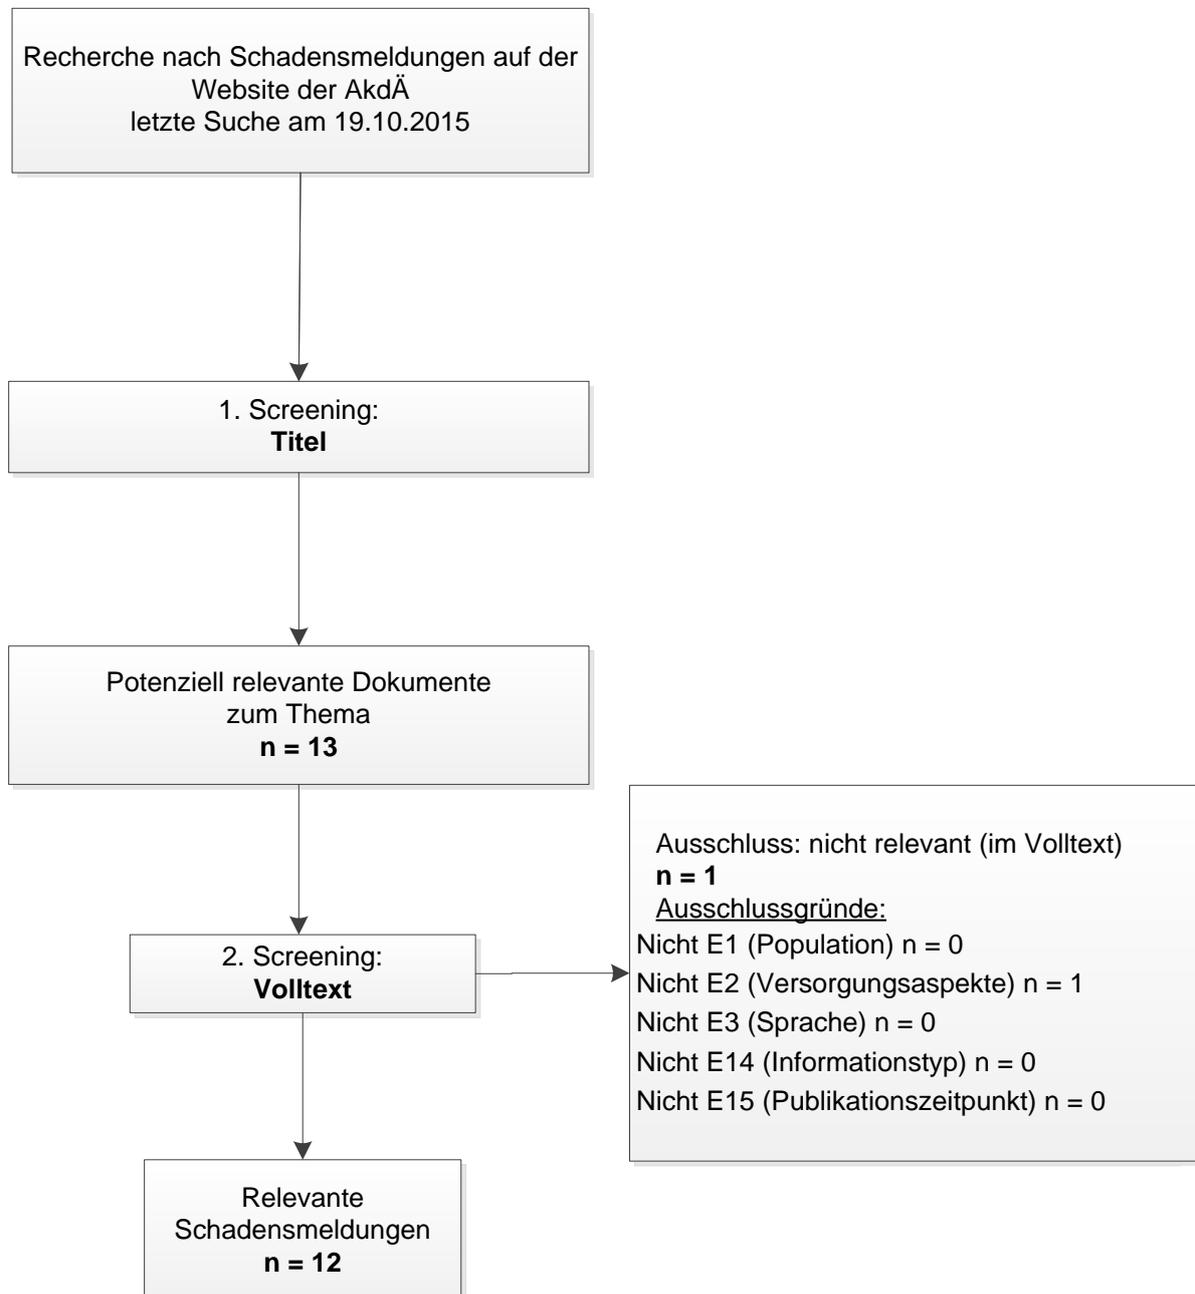 Recherche nach Schadensmeldungen auf der
Website der AkdÄ
letzte Suche am 19.10.2015
1. Screening:
Titel
Potenziell relevante Dokumente
zum Thema
n = 13
2. Screening:
Volltext
Ausschluss: nicht relevant (im Volltext)
n = 1
Ausschlussgründe:
Nicht E1 (Population) n = 0
Nicht E2 (Versorgungsaspekte) n = 1
Nicht E3 (Sprache) n = 0
Nicht E14 (Informationstyp) n = 0
Nicht E15 (Publikationszeitpunkt) n = 0
Relevante
Schadensmeldungen
n = 12